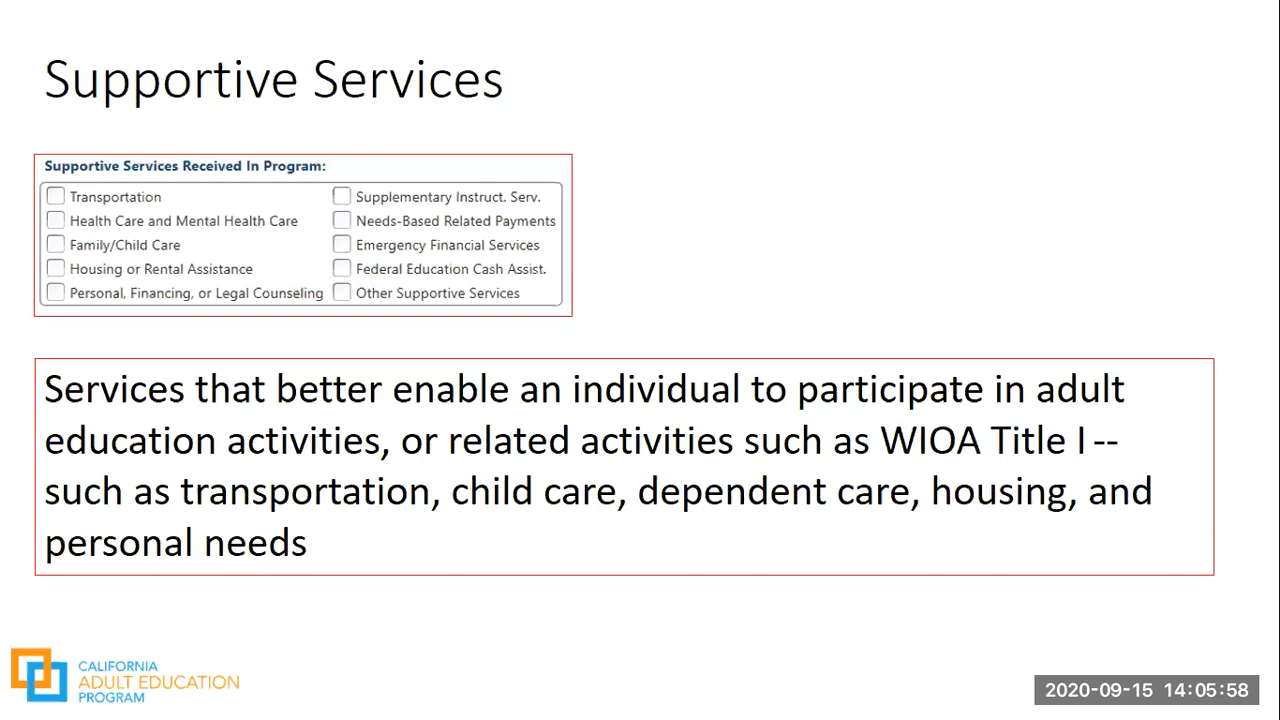 Supportive Services
Supportive Services Received In Program:
Transportation
Supplementary Instruct. Serv.
Health Care and Mental Health Care
Needs-Based Related Payments
Family/Child Care
Emergency Financial Services
Housing or Rental Assistance
Federal Education Cash Assist.
Personal, Financing, or Legal Counseling
Other Supportive Services
Services that better enable an individual to participate in adult
education activities, or related activities such as WIOA Title I --
such as transportation, child care, dependent care, housing, and
personal needs
CALIFORNIA
ADULT EDUCATION
PROGRAM
2020-09-15 14:05:58